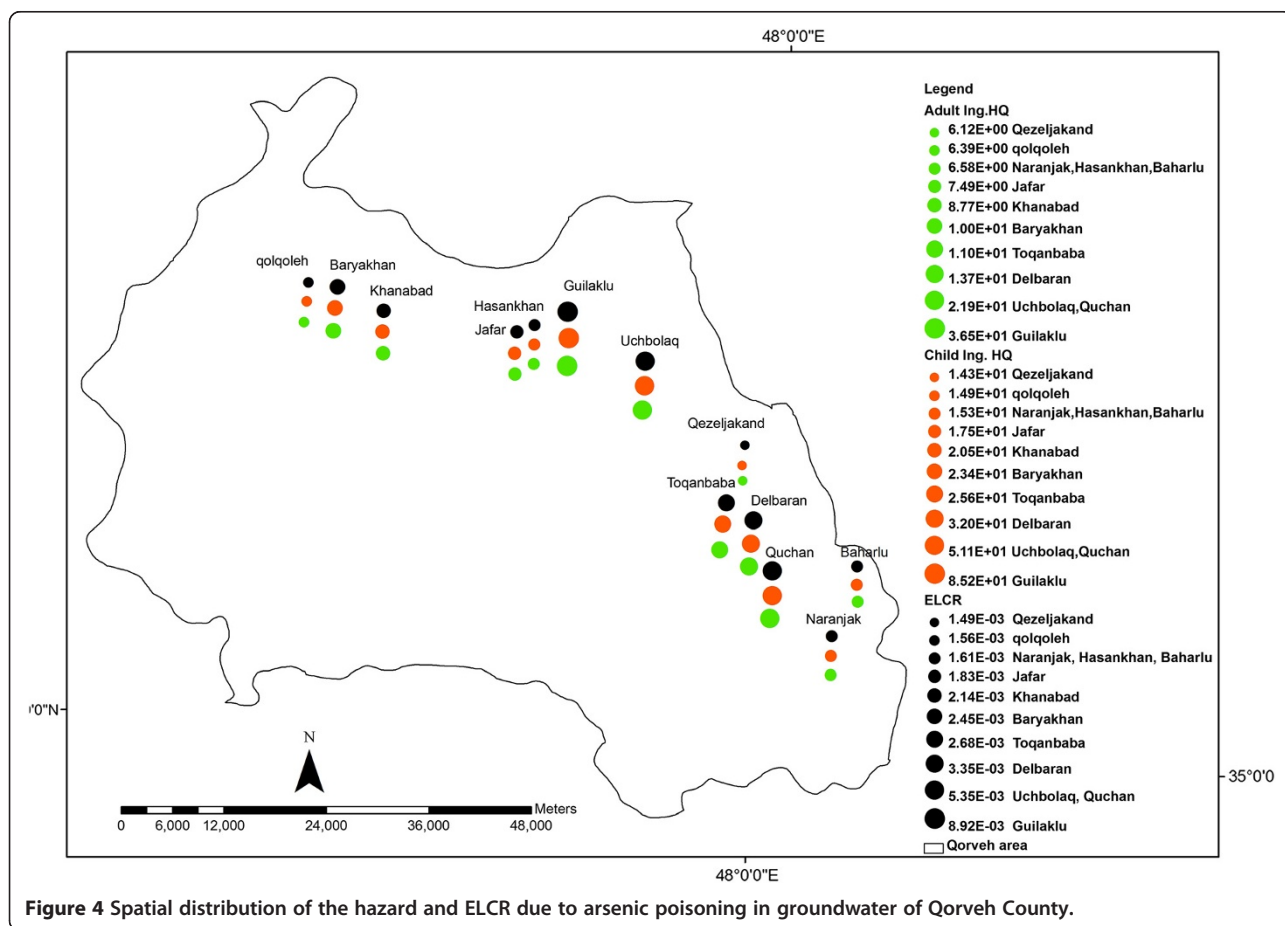 48°0'0"E
Legend
Adult Ing.HQ
6.12E+00 Qezeljakand
6.39E+00 qolqoleh
6.58E+00 Naranjak,Hasankhan,Baharlu
7.49E+00 Jafar
8.77E+00 Khanabad
1.00E+01 Baryakhan
1.10E+01 Toqanbaba
1.37E+01 Delbaran
2.19E+01 Uchbolaq,Quchan
3.65E+01 Guilaklu
Child Ing. HQ
1.43E+01 Qezeljakand
1.49E+01 qolqoleh
1.53E+01 Naranjak,Hasankhan,Baharlu
1.75E+01 Jafar
2.05E+01 Khanabad
2.34E+01 Baryakhan
2.56E+01 Toqanbaba
3.20E+01 Delbaran
5.11E+01 Uchbolaq,Quchan
8.52E+01 Guilaklu
ELCR
1.49E-03 Qezeljakand
1.56E-03 qolqoleh
1.61E-03 Naranjak, Hasankhan, Baharlu
1.83E-03 Jafar
2.14E-03 Khanabad
2.45E-03 Baryakhan
2.68E-03 Toqanbaba
3.35E-03 Delbaran
5.35E-03 Uchbolaq, Quchan
8.92E-03 Guilaklu
Qorveh area
qolqoleh
Baryakhan
Khanabad
Hasankhan
Jafar
Guilaklu
Uchbolaq
Qezeljakand
Toqanbaba
Delbaran
Quchan
Baharlu
Naranjak
0'0"N
N
35°0'0
Meters
0 6,000 12,000 24,000 36,000 48,000
48°0'0"E
Figure 4 Spatial distribution of the hazard and ELCR due to arsenic poisoning in groundwater of Qorveh County.